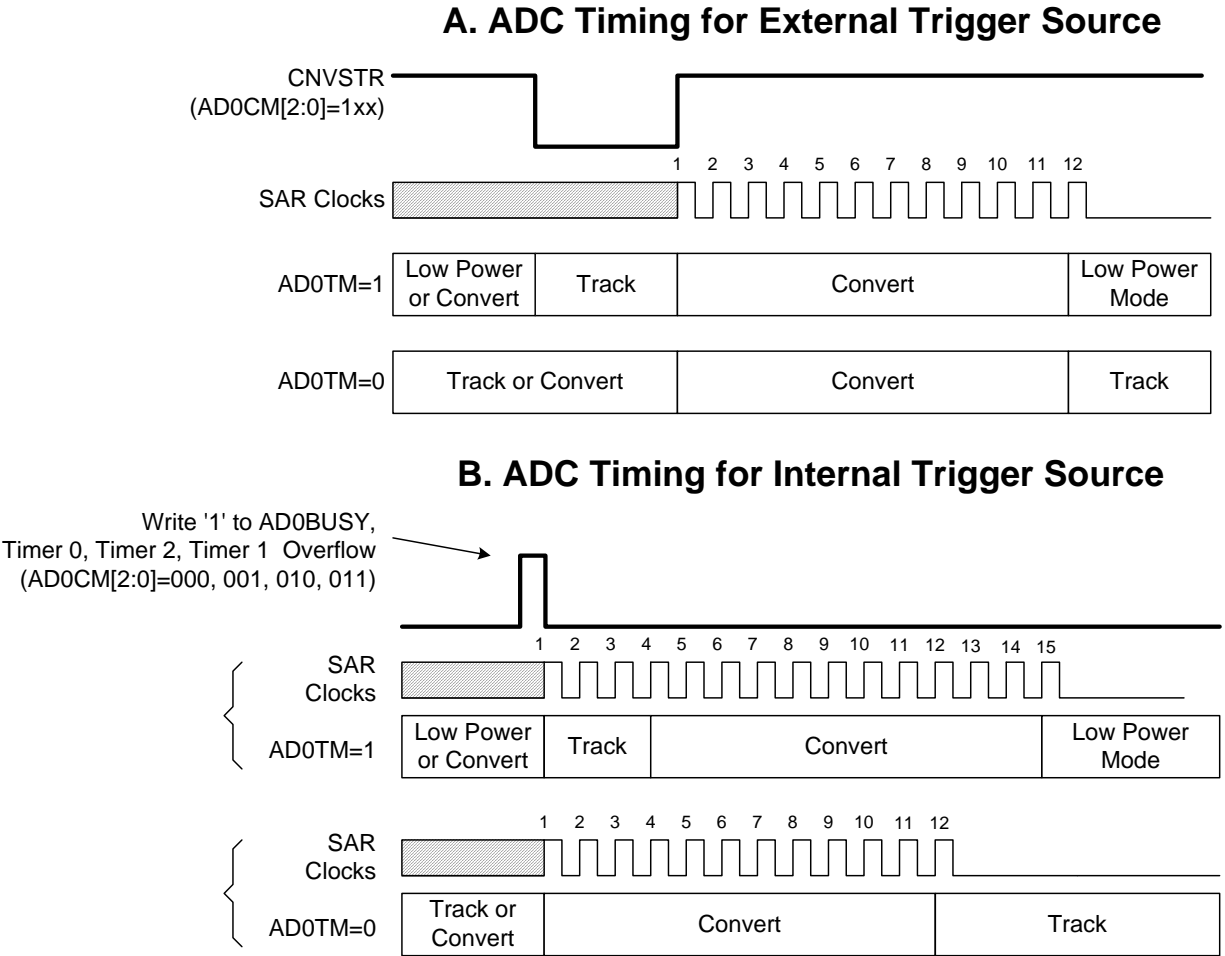 A. ADC Timing for External Trigger Source
CNVSTR
(AD0CM[2:0]=1xx)
1 2 3 4 5 6 7 8 9 10 11 12
SAR Clocks
AD0TM=1
Low Power
or Convert
Track
Convert
Low Power
Mode
AD0TM=0
Track or Convert
Convert
Track
B. ADC Timing for Internal Trigger Source
Write '1' to AD0BUSY,
Timer 0, Timer 2, Timer 1 Overflow
(AD0CM[2:0]=000, 001, 010, 011)
1 2 3 4 5 6 7 8 9 10 11 12 13 14 15
SAR
Clocks
AD0TM=1
Low Power
or Convert
Track
Convert
Low Power
Mode
1 2 3 4 5 6 7 8 9 10 11 12
SAR
Clocks
AD0TM=0
Track or
Convert
Convert
Track